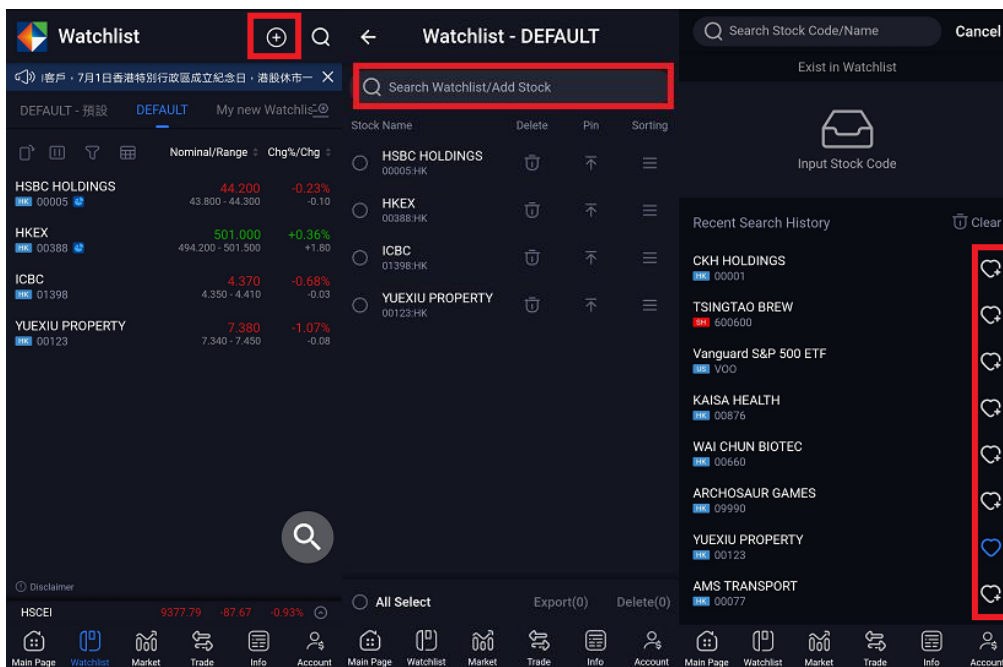 Watchlist
客戶，7月1日香港特別行政區成立紀念日，港股休市一
DEFAULT - 預設 DEFAULT My new Watchlis
Nominal/Range Chg%/Chg
HSBC HOLDINGS 44.200 -0.23%
HK 00005 43.800 - 44.300 -0.10
HKEX 501.000 +0.36%
HK 00388 494.200 - 501.500 +1.80
ICBC 4.370 -0.68%
HK 01398 4.350 - 4.410 -0.03
YUEXIU PROPERTY 7.380 -1.07%
HK 00123 7.340 - 7.450 -0.08
Disclaimer
HSCEI 9377.79 -87.67 -0.93%
Main Page Watchlist Market Trade Info Account
Watchlist - DEFAULT
Search Watchlist/Add Stock
Stock Name Delete Pin Sorting
HSBC HOLDINGS
00005:HK
HKEX
00388:HK
ICBC
01398:HK
YUEXIU PROPERTY
00123:HK
All Select Export(0) Delete(0)
Main Page Watchlist Market Trade Info Account
Search Stock Code/Name Cancel
Exist in Watchlist
Input Stock Code
Recent Search History Clear
CKH HOLDINGS
HK 00001
TSINGTAO BREW
SH 600600
Vanguard S&P 500 ETF
US VOO
KAISA HEALTH
HK 00876
WAI CHUN BIOTEC
HK 00660
ARCHOSAUR GAMES
HK 09990
YUEXIU PROPERTY
HK 00123
AMS TRANSPORT
HK 00077
Main Page Watchlist Market Trade Info Account